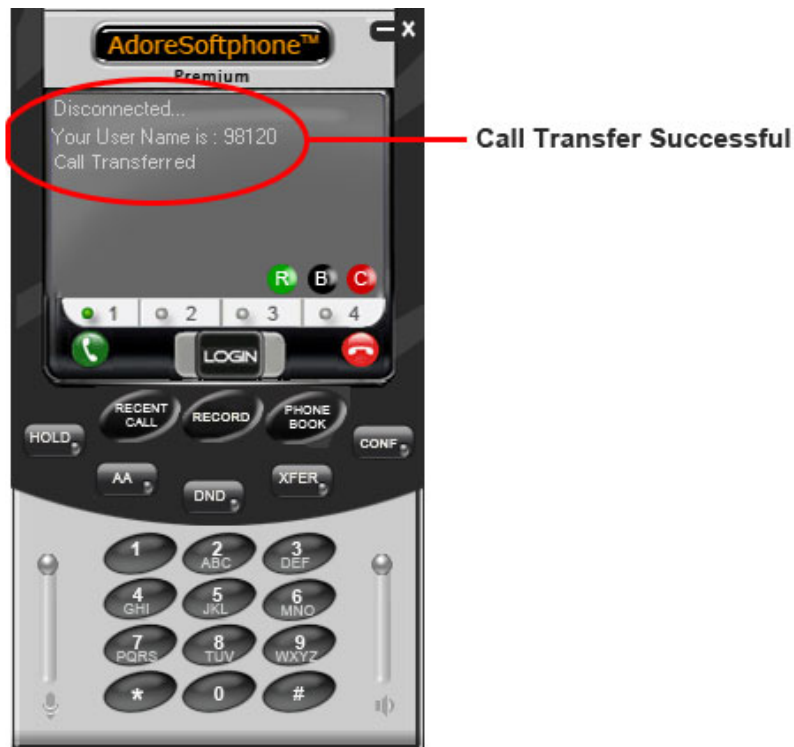 AdoreSoftphone™
Premium
Disconnected...
Your User Name is : 98120
Call Transferred
Call Transfer Successful
R B C
1 2 3 4
LOGIN
RECENT CALL
RECORD
PHONE BOOK
HOLD
CONF
AA
DND
XFER
1
2 ABC
3 DEF
4 GHI
5 JKL
6 MNO
7 PQRS
8 TUV
9 WXYZ
*
0
#